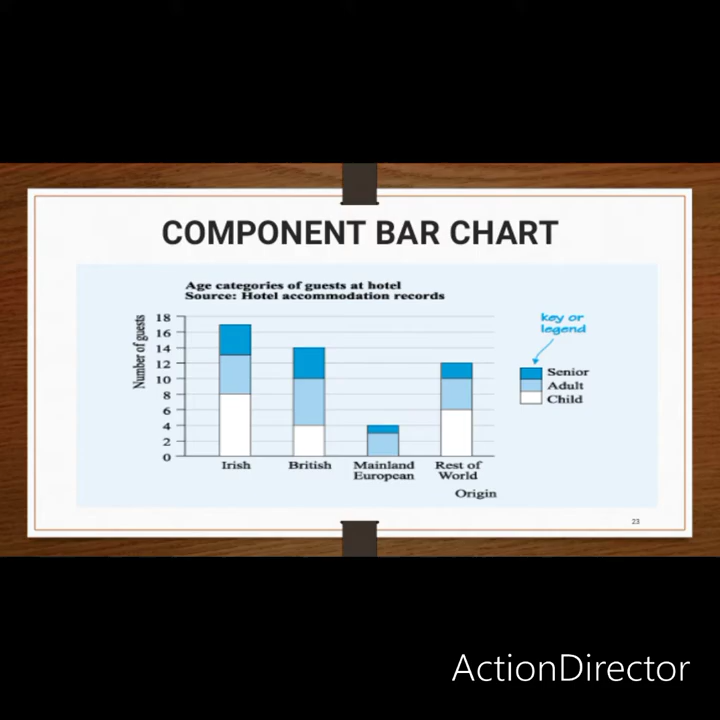 COMPONENT BAR CHART
Age categories of guests at hotel
Source: Hotel accommodation records
Number of guests
18
16
14
12
10
8
6
4
2
0
Irish
British
Mainland
European
Rest of
World
Origin
key or
legend
Senior
Adult
Child
23
ActionDirector